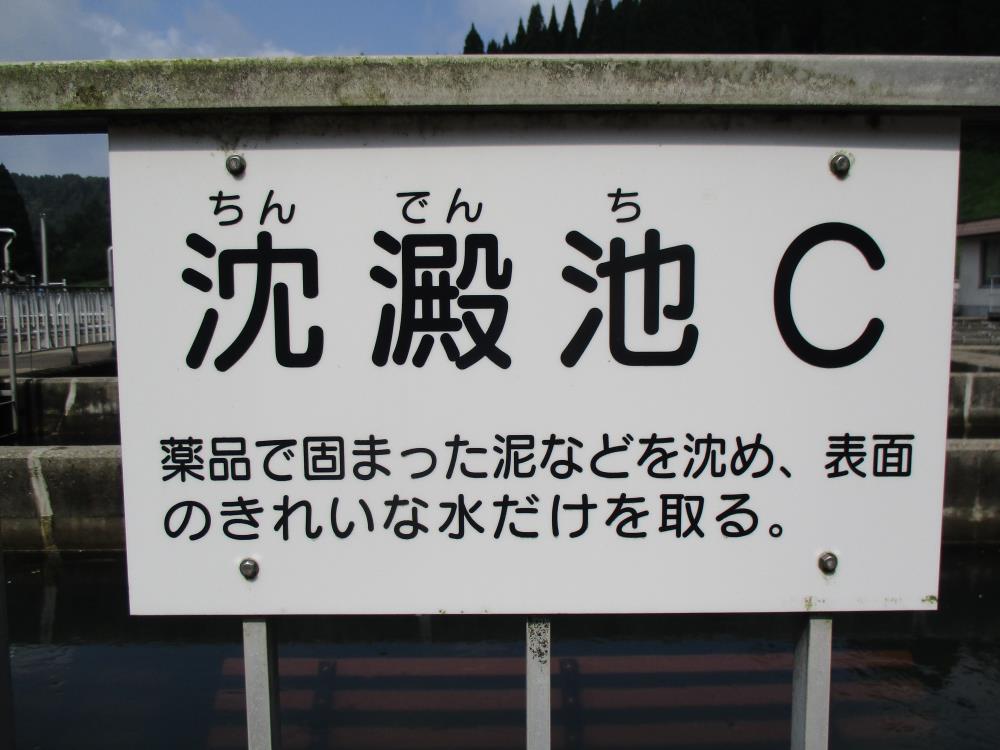 ちん でん ち
沈澱池C
薬品で固まった泥などを沈め、表面
のきれいな水だけを取る。